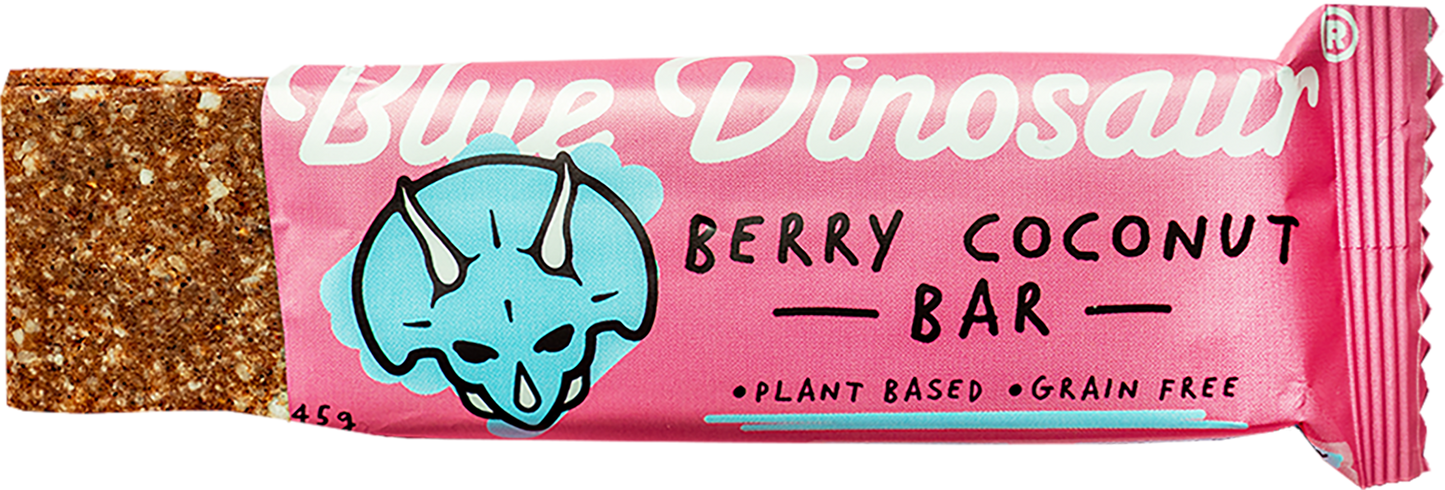 Blue Dinosaur®
BERRY COCONUT
— BAR —
•PLANT BASED •GRAIN FREE
45g